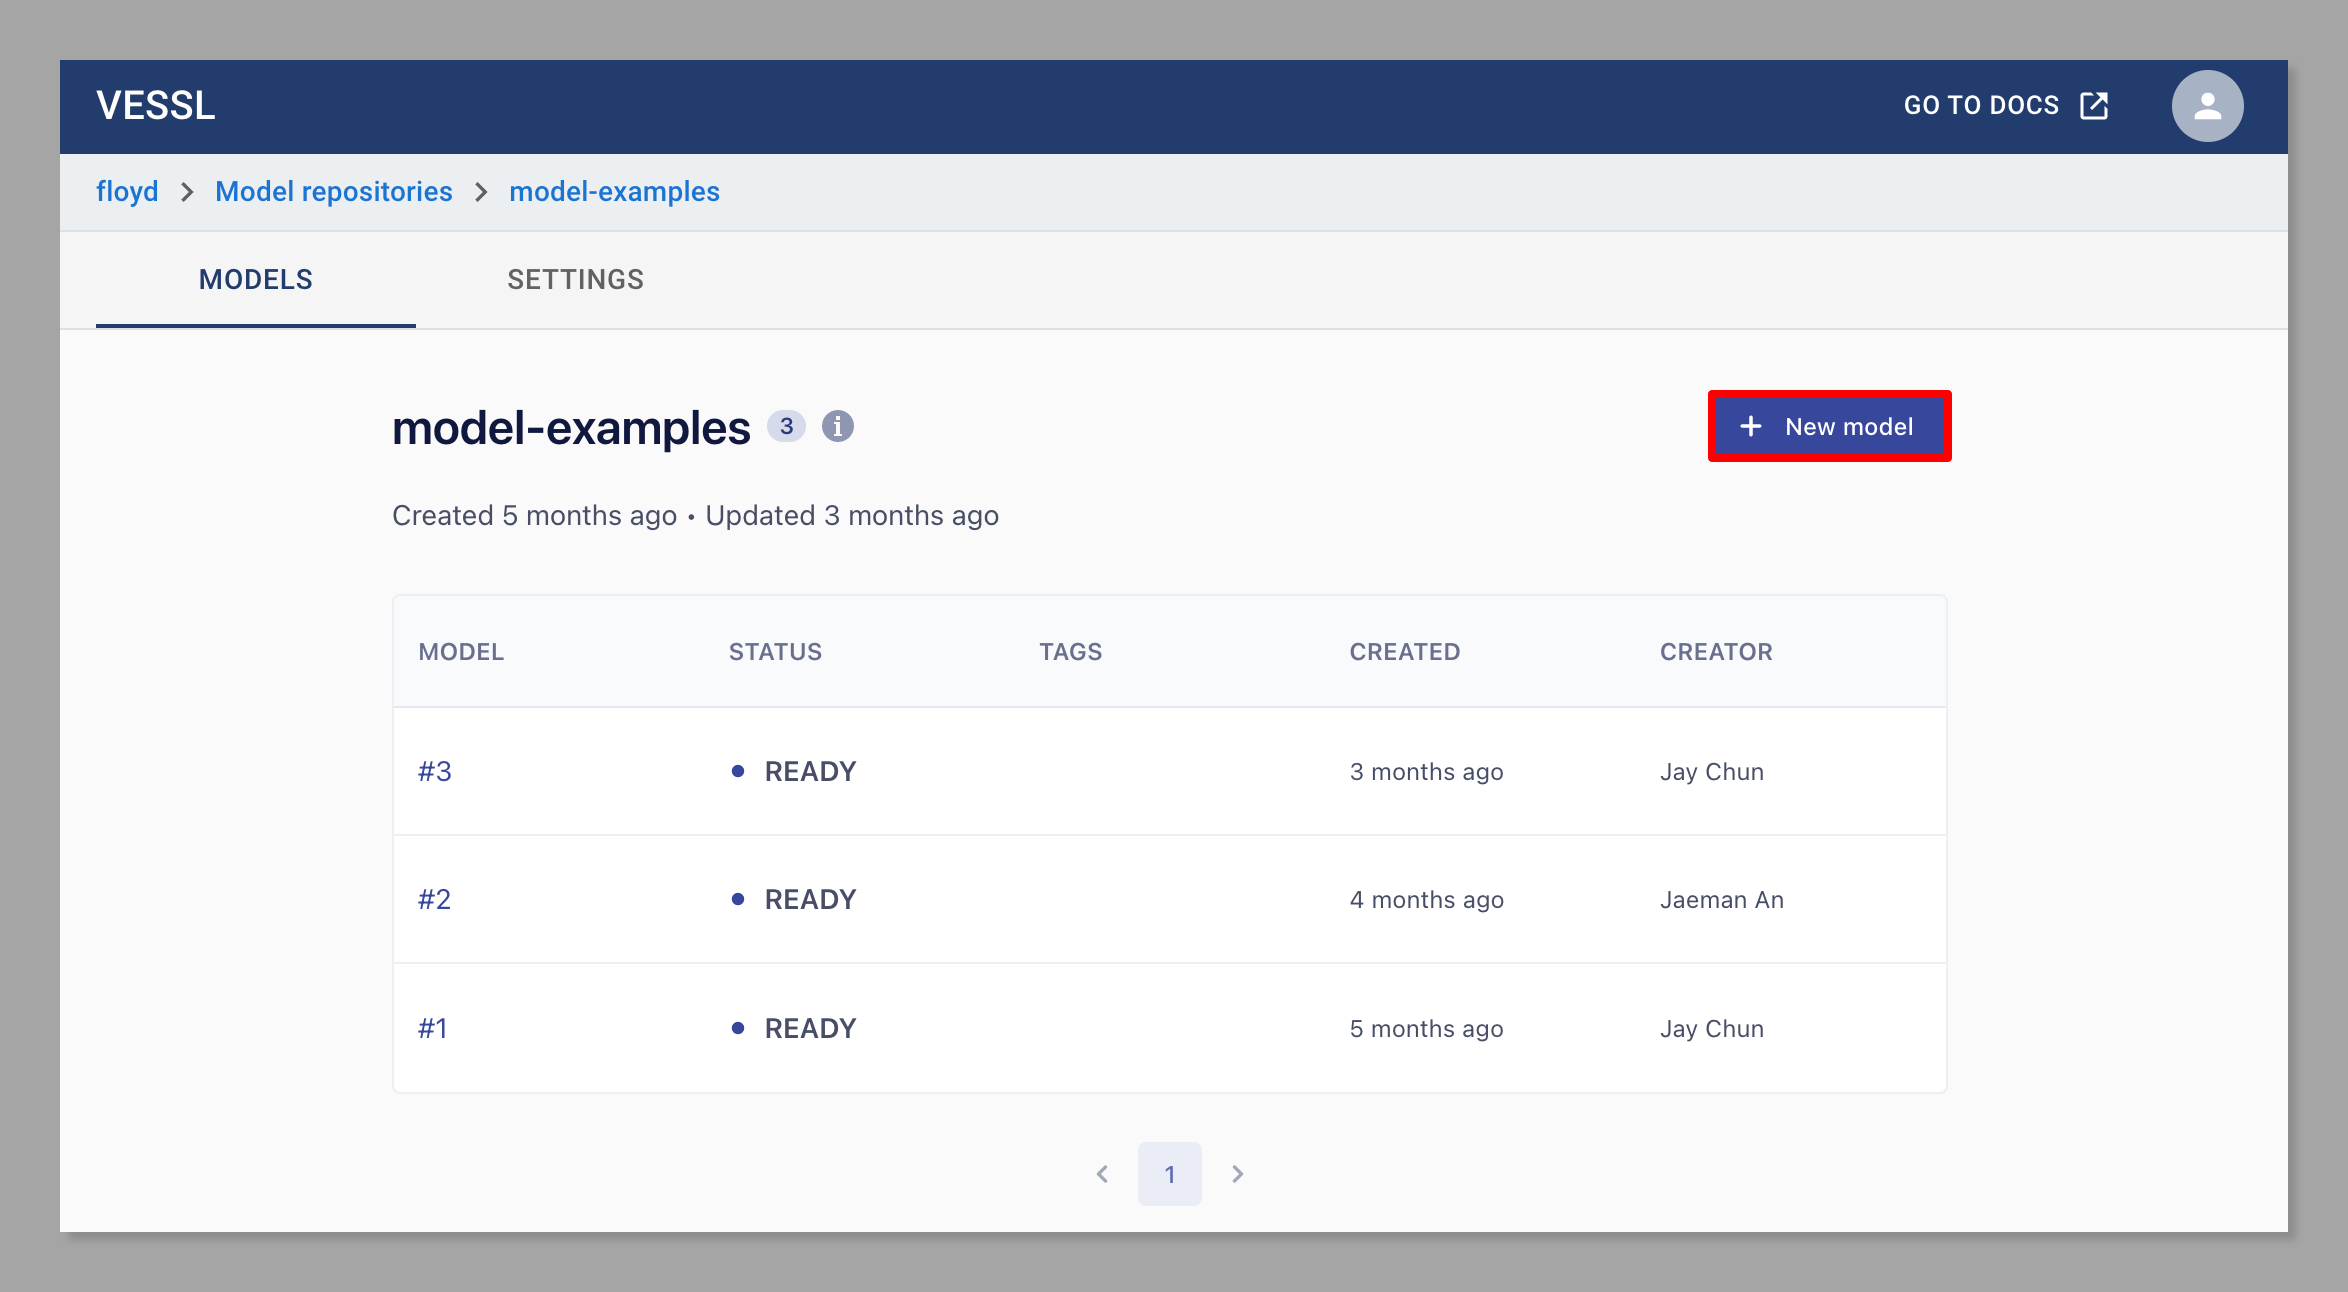 VESSL
GO TO DOCS
floyd > Model repositories > model-examples
MODELS
SETTINGS
model-examples 3
+ New model
Created 5 months ago • Updated 3 months ago
MODEL STATUS TAGS CREATED CREATOR
#3 READY 3 months ago Jay Chun
#2 READY 4 months ago Jaeman An
#1 READY 5 months ago Jay Chun
1